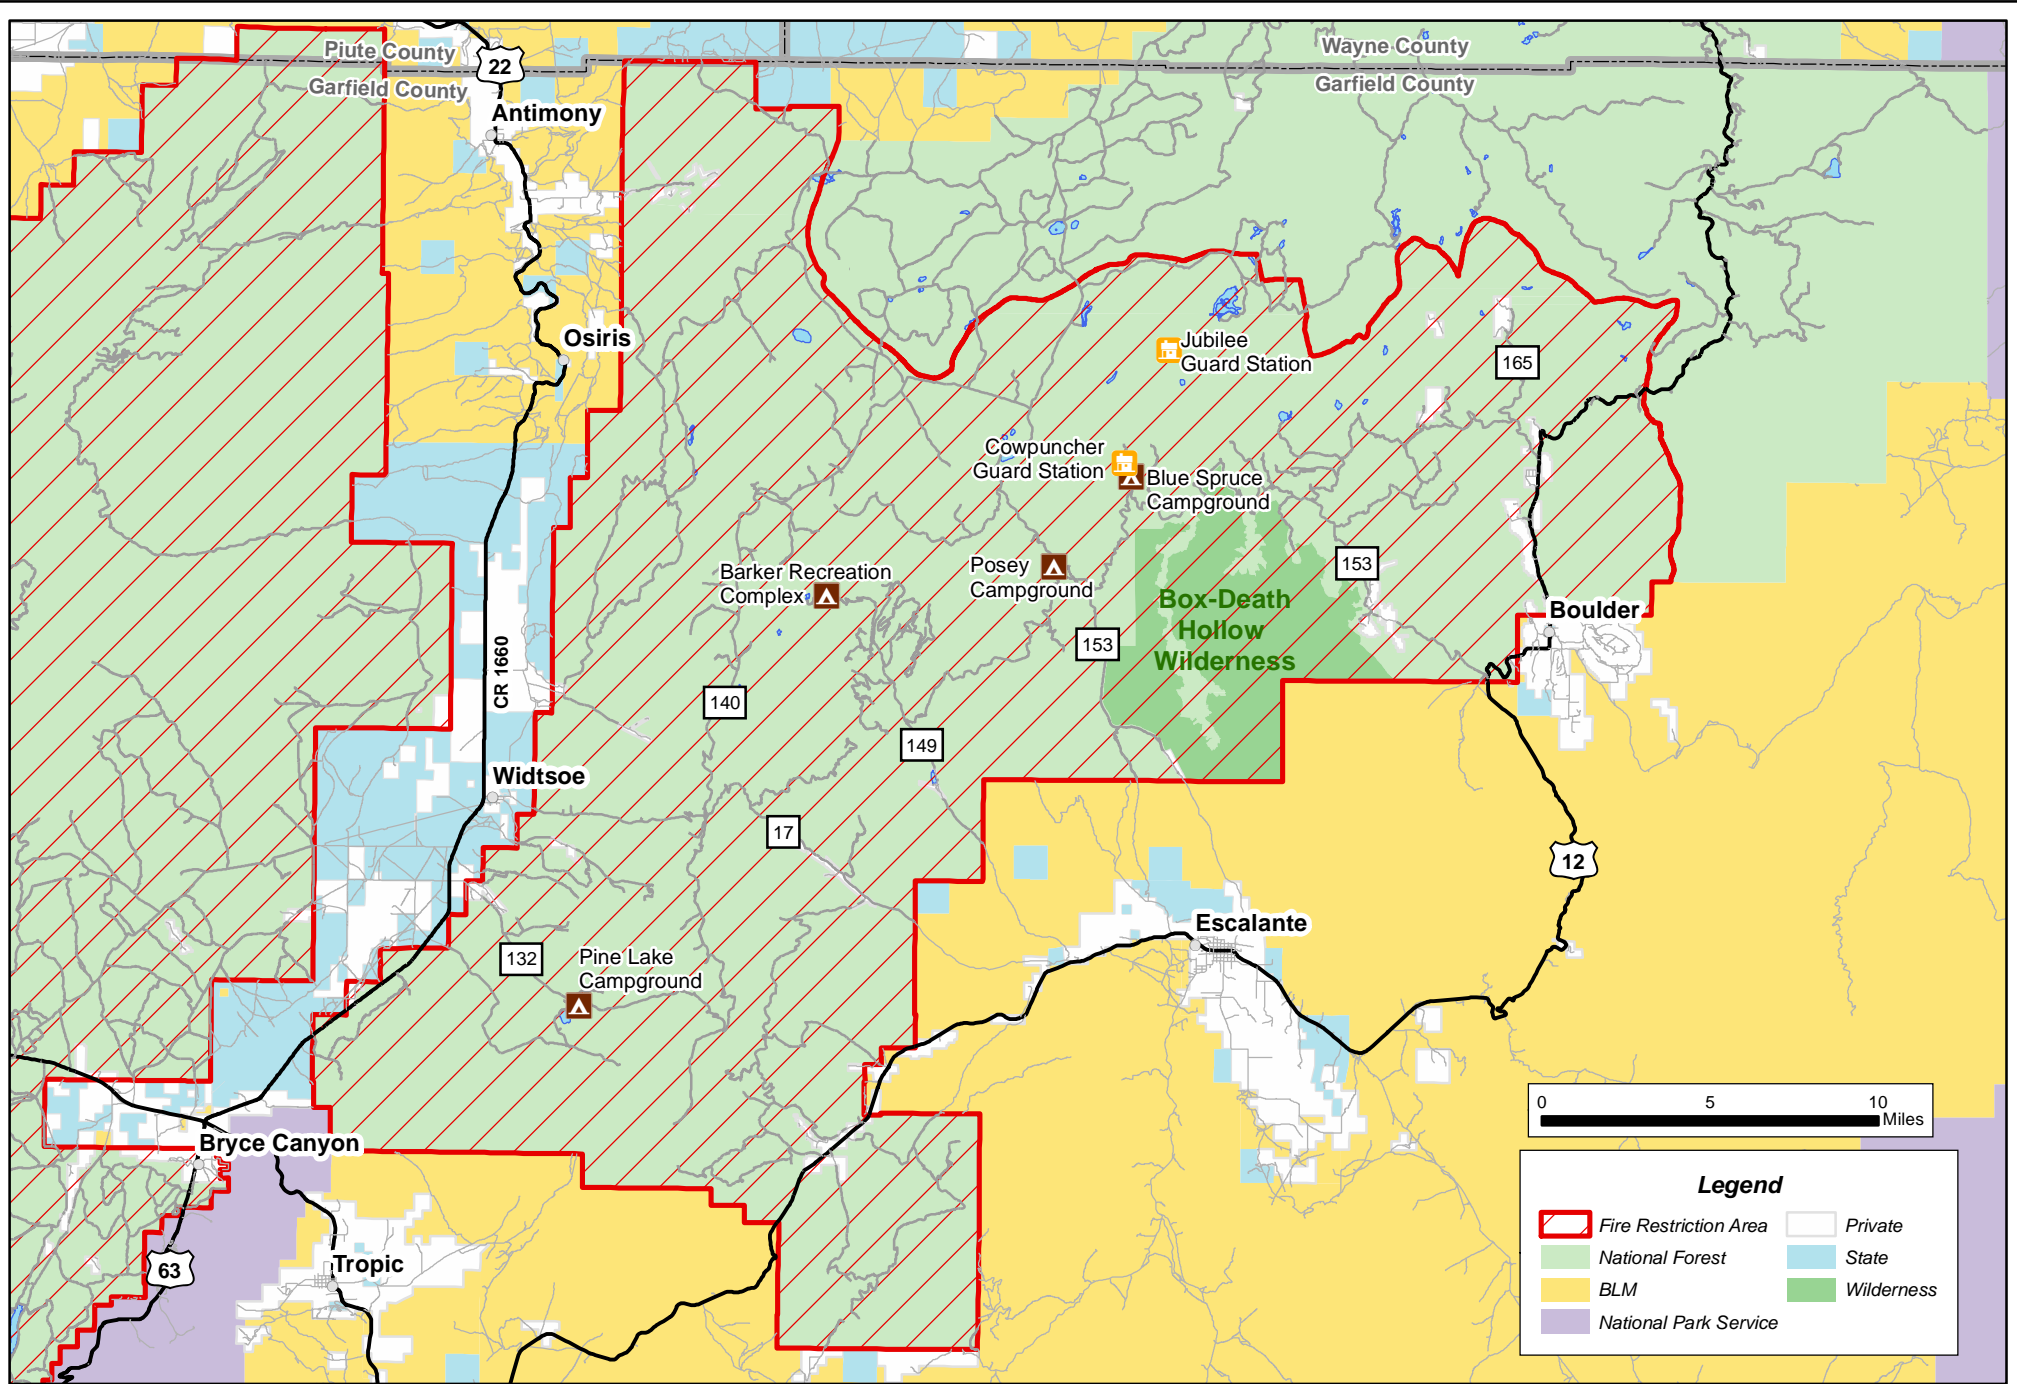 Piute County
Wayne County
22
Garfield County
Garfield County
Antimony
Osiris
Jubilee
Guard Station
165
Cowpuncher
Guard Station
Blue Spruce
Campground
Barker Recreation
Complex
Posey
Campground
153
Box-Death
Hollow
Wilderness
Boulder
153
CR 1660
140
149
Widtsoe
17
12
Escalante
132
Pine Lake
Campground
0 5 10
Miles
Bryce Canyon
63
Tropic
Legend
Fire Restriction Area
Private
National Forest
State
BLM
Wilderness
National Park Service